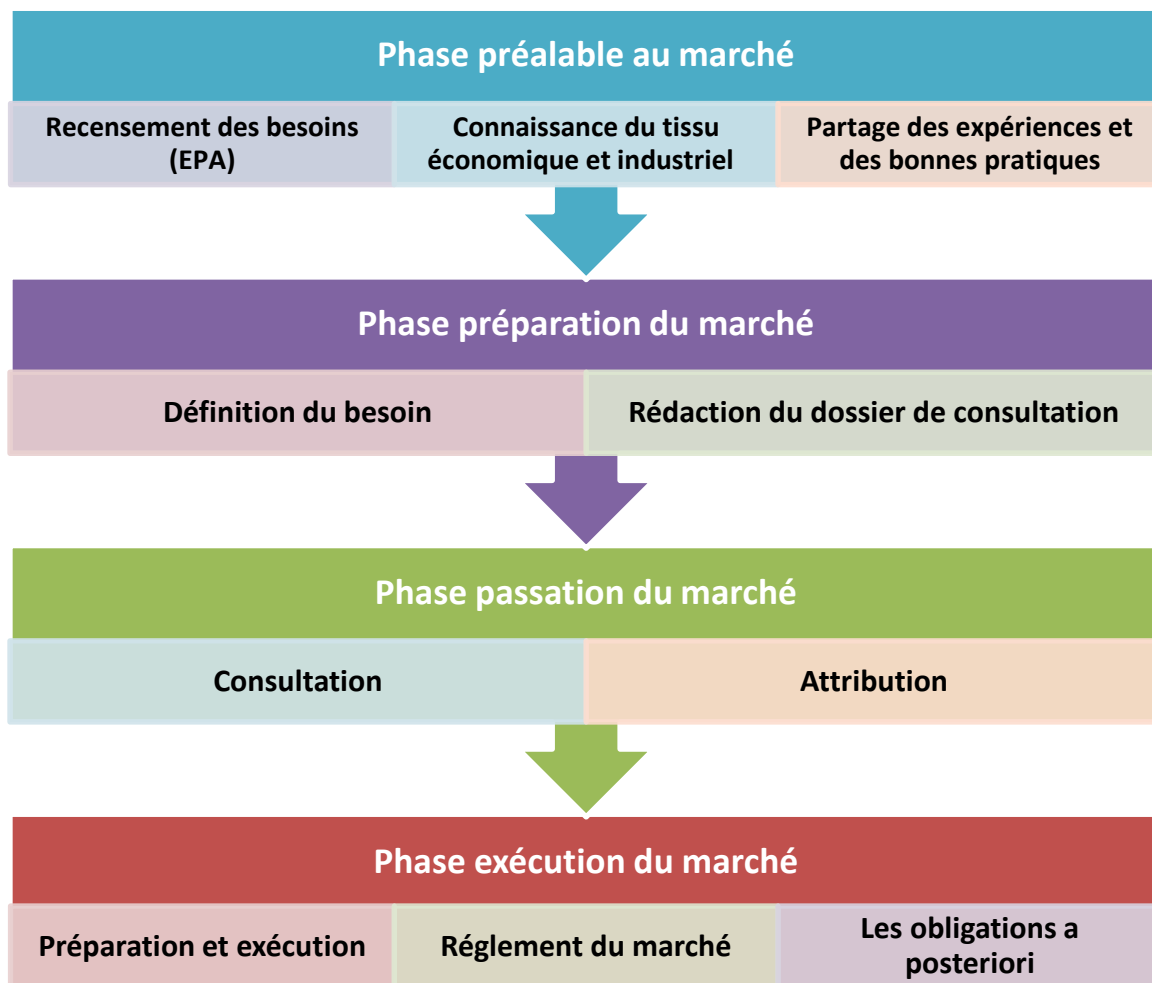 Phase préalable au marché
Recensement des besoins
(EPA)
Connaissance du tissu
économique et industriel
Partage des expériences et
des bonnes pratiques
Phase préparation du marché
Définition du besoin
Rédaction du dossier de consultation
Phase passation du marché
Consultation
Attribution
Phase exécution du marché
Préparation et exécution
Réglement du marché
Les obligations a
posteriori